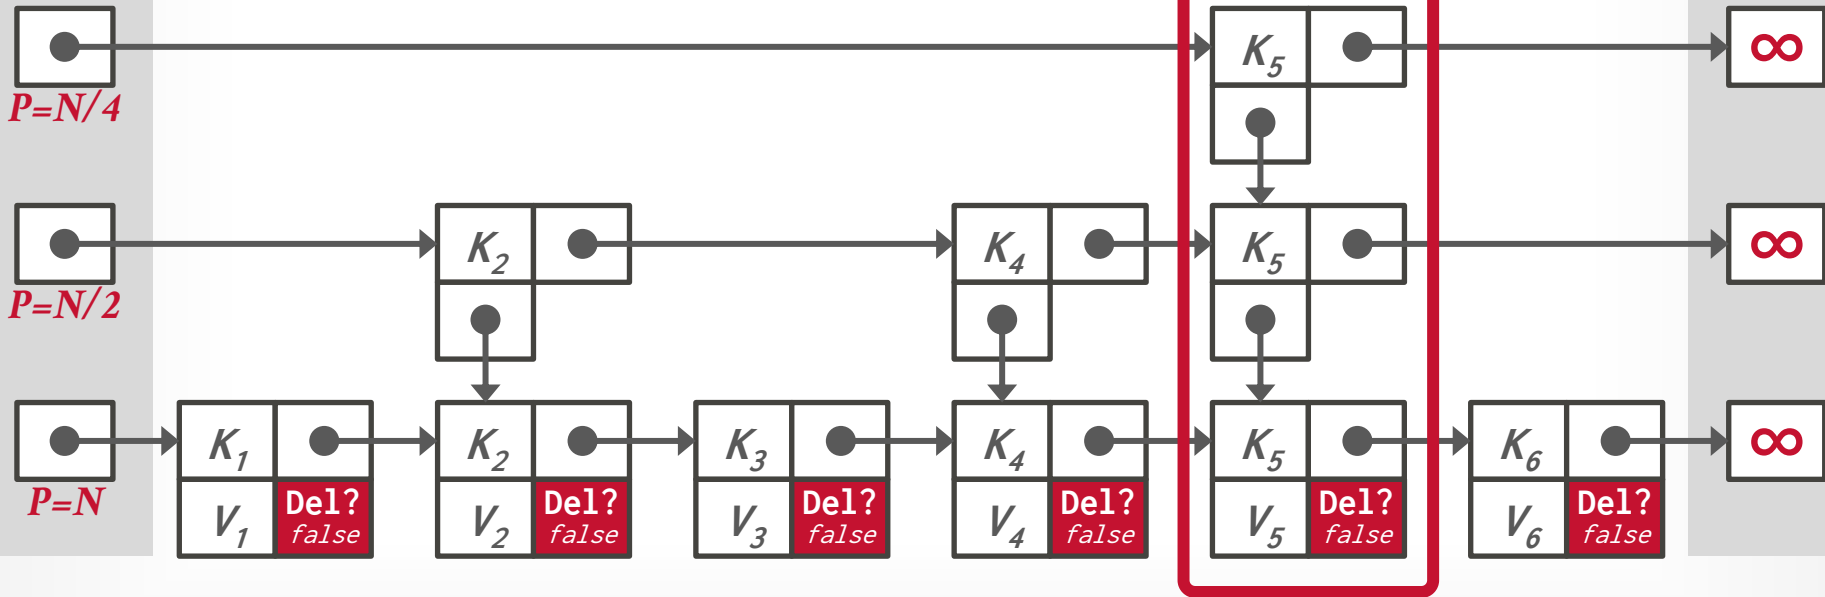 K5 ∞
P=N/4
K2 K4 K5 ∞
P=N/2
K1 K2 K3 K4 K5 K6 ∞
P=N
V1 Del? false V2 Del? false V3 Del? false V4 Del? false V5 Del? false V6 Del? false